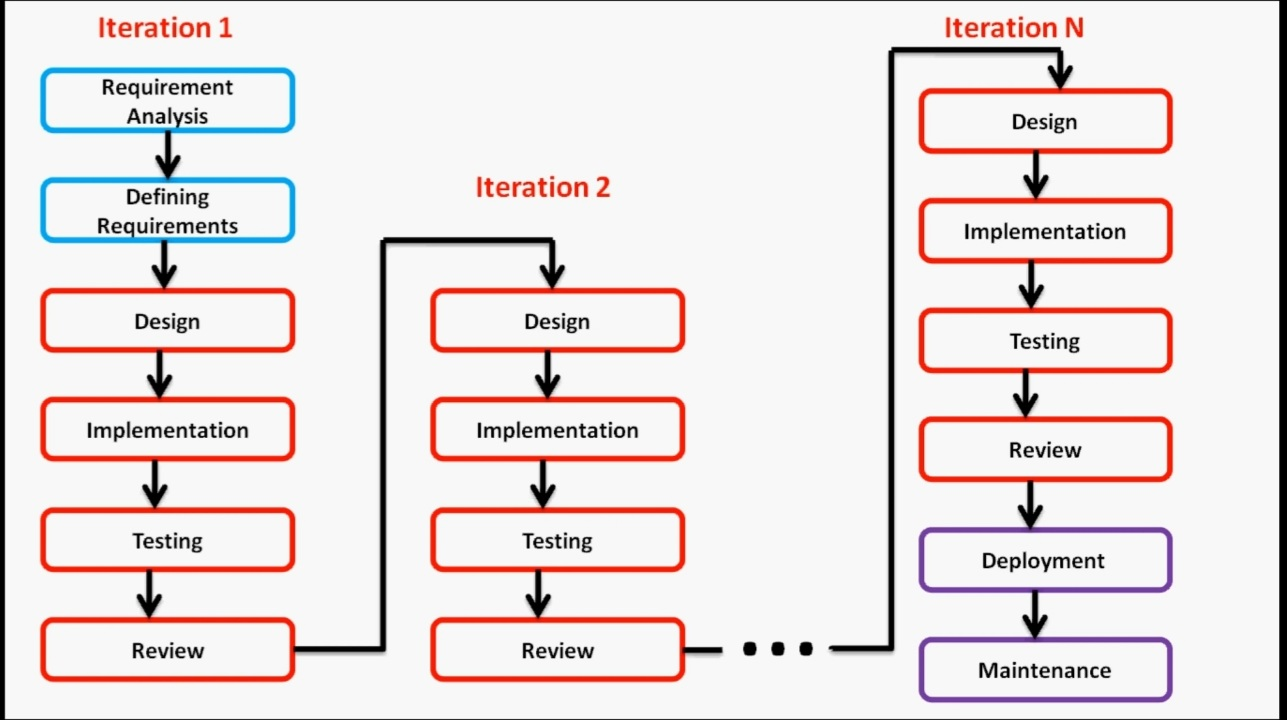 Iteration 1
Requirement
Analysis
Defining
Requirements
Design
Implementation
Testing
Review
Iteration 2
Design
Implementation
Testing
Review
Iteration N
Design
Implementation
Testing
Review
Deployment
Maintenance